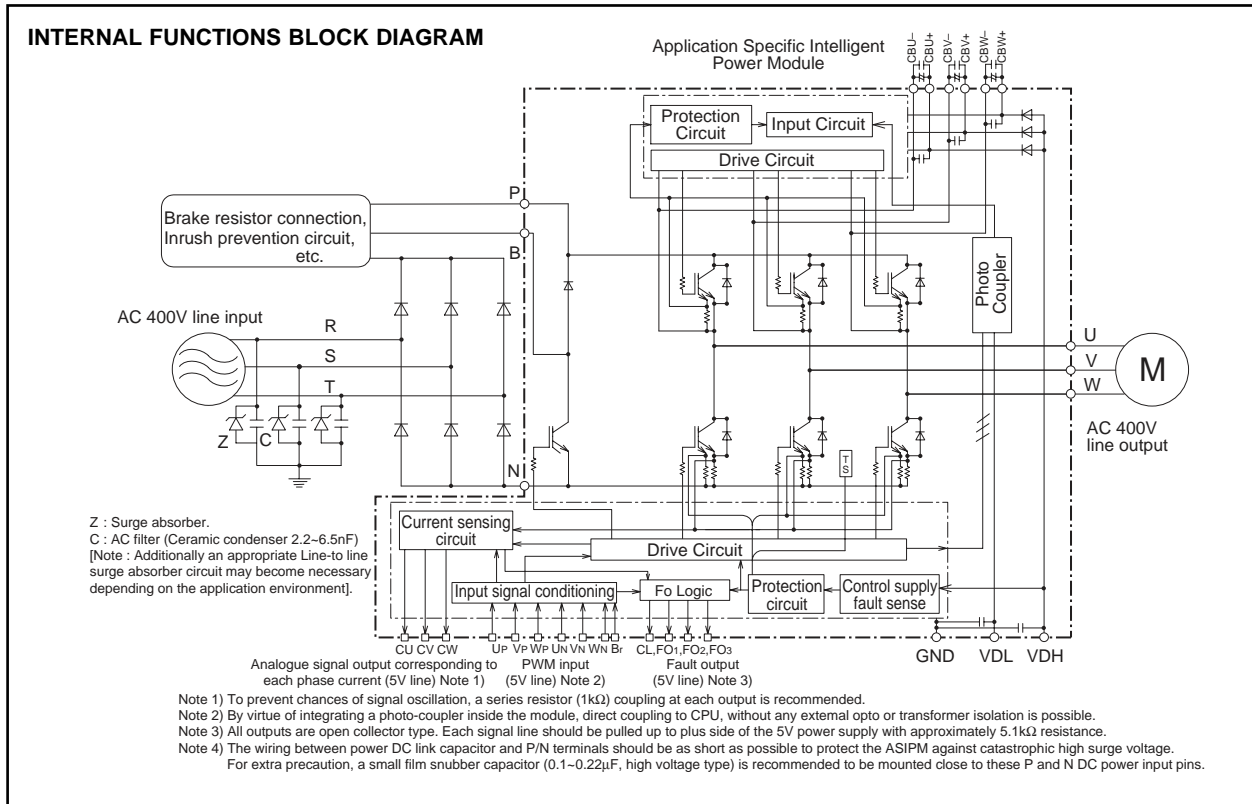 INTERNAL FUNCTIONS BLOCK DIAGRAM
Application Specific Intelligent
Power Module
CBU–
CBU+
CBV–
CBV+
CBW–
CBW+
Protection
Circuit
Input Circuit
Drive Circuit
P
Brake resistor connection,
Inrush prevention circuit,
etc.
B
Photo
Coupler
AC 400V line input
R
S
T
U
V
W
M
AC 400V
line output
Z
C
TS
N
Z : Surge absorber.
C : AC filter (Ceramic condenser 2.2~6.5nF)
[Note : Additionally an appropriate Line-to line
surge absorber circuit may become necessary
depending on the application environment].
Current sensing
circuit
Drive Circuit
Input signal conditioning
Fo Logic
Protection
circuit
Control supply
fault sense
CU CV CW
UP VP WP UN VN WN Br
CL,FO1,FO2,FO3
GND
VDL
VDH
Analogue signal output corresponding to
each phase current (5V line) Note 1)
PWM input
(5V line) Note 2)
Fault output
(5V line) Note 3)
Note 1) To prevent chances of signal oscillation, a series resistor (1kΩ) coupling at each output is recommended.
Note 2) By virtue of integrating a photo-coupler inside the module, direct coupling to CPU, without any external opto or transformer isolation is possible.
Note 3) All outputs are open collector type. Each signal line should be pulled up to plus side of the 5V power supply with approximately 5.1kΩ resistance.
Note 4) The wiring between power DC link capacitor and P/N terminals should be as short as possible to protect the ASIPM against catastrophic high surge voltage.
For extra precaution, a small film snubber capacitor (0.1~0.22μF, high voltage type) is recommended to be mounted close to these P and N DC power input pins.